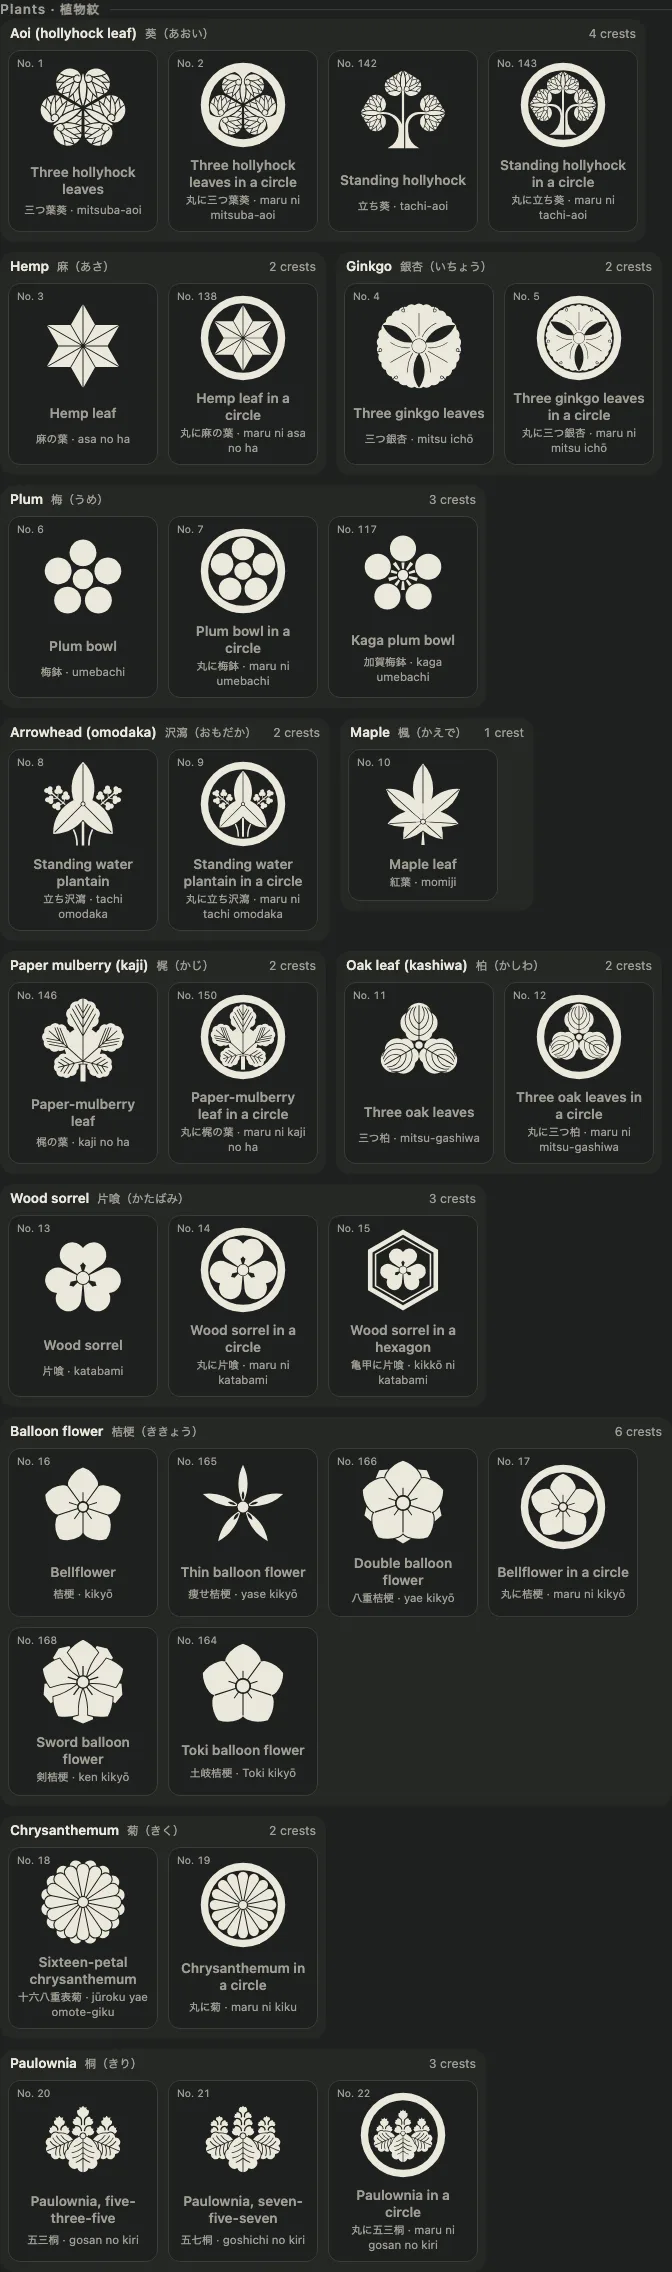 Plants · 植物紋
Aoi (hollyhock leaf) 葵（あおい） 4 crests
No. 1
Three hollyhock
leaves
三つ葉葵 · mitsuba-aoi
No. 2
Three hollyhock
leaves in a circle
丸に三つ葉葵 · maru ni
mitsuba-aoi
No. 142
Standing hollyhock
立ち葵 · tachi-aoi
No. 143
Standing hollyhock
in a circle
丸に立ち葵 · maru ni
tachi-aoi
Hemp 麻（あさ） 2 crests
No. 3
Hemp leaf
麻の葉 · asa no ha
No. 138
Hemp leaf in a
circle
丸に麻の葉 · maru ni asa
no ha
Ginkgo 銀杏（いちょう） 2 crests
No. 4
Three ginkgo leaves
三つ銀杏 · mitsu ichō
No. 5
Three ginkgo leaves
in a circle
丸に三つ銀杏 · maru ni
mitsu ichō
Plum 梅（うめ） 3 crests
No. 6
Plum bowl
梅鉢 · umebachi
No. 7
Plum bowl in a
circle
丸に梅鉢 · maru ni
umebachi
No. 117
Kaga plum bowl
加賀梅鉢 · kaga
umebachi
Arrowhead (omodaka) 沢瀉（おもだか） 2 crests
No. 8
Standing water
plantain
立ち沢瀉 · tachi
omodaka
No. 9
Standing water
plantain in a circle
丸に立ち沢瀉 · maru ni
tachi omodaka
Maple 楓（かえで） 1 crest
No. 10
Maple leaf
紅葉 · momiji
Paper mulberry (kaji) 梶（かじ） 2 crests
No. 146
Paper-mulberry
leaf
梶の葉 · kaji no ha
No. 150
Paper-mulberry
leaf in a circle
丸に梶の葉 · maru ni kaji
no ha
Oak leaf (kashiwa) 柏（かしわ） 2 crests
No. 11
Three oak leaves
三つ柏 · mitsu-gashiwa
No. 12
Three oak leaves in
a circle
丸に三つ柏 · maru ni
mitsu-gashiwa
Wood sorrel 片喰（かたばみ） 3 crests
No. 13
Wood sorrel
片喰 · katabami
No. 14
Wood sorrel in a
circle
丸に片喰 · maru ni
katabami
No. 15
Wood sorrel in a
hexagon
亀甲に片喰 · kikkō ni
katabami
Balloon flower 桔梗（ききょう） 6 crests
No. 16
Bellflower
桔梗 · kikyō
No. 165
Thin balloon flower
痩せ桔梗 · yase kikyō
No. 166
Double balloon
flower
八重桔梗 · yae kikyō
No. 17
Bellflower in a circle
丸に桔梗 · maru ni kikyō
No. 168
Sword balloon
flower
剣桔梗 · ken kikyō
No. 164
Toki balloon flower
土岐桔梗 · Toki kikyō
Chrysanthemum 菊（きく） 2 crests
No. 18
Sixteen-petal
chrysanthemum
十六八重表菊 · jūroku yae
omote-giku
No. 19
Chrysanthemum in
a circle
丸に菊 · maru ni kiku
Paulownia 桐（きり） 3 crests
No. 20
Paulownia, five-
three-five
五三桐 · gosan no kiri
No. 21
Paulownia, seven-
five-seven
五七桐 · goshichi no kiri
No. 22
Paulownia in a
circle
丸に五三桐 · maru ni
gosan no kiri